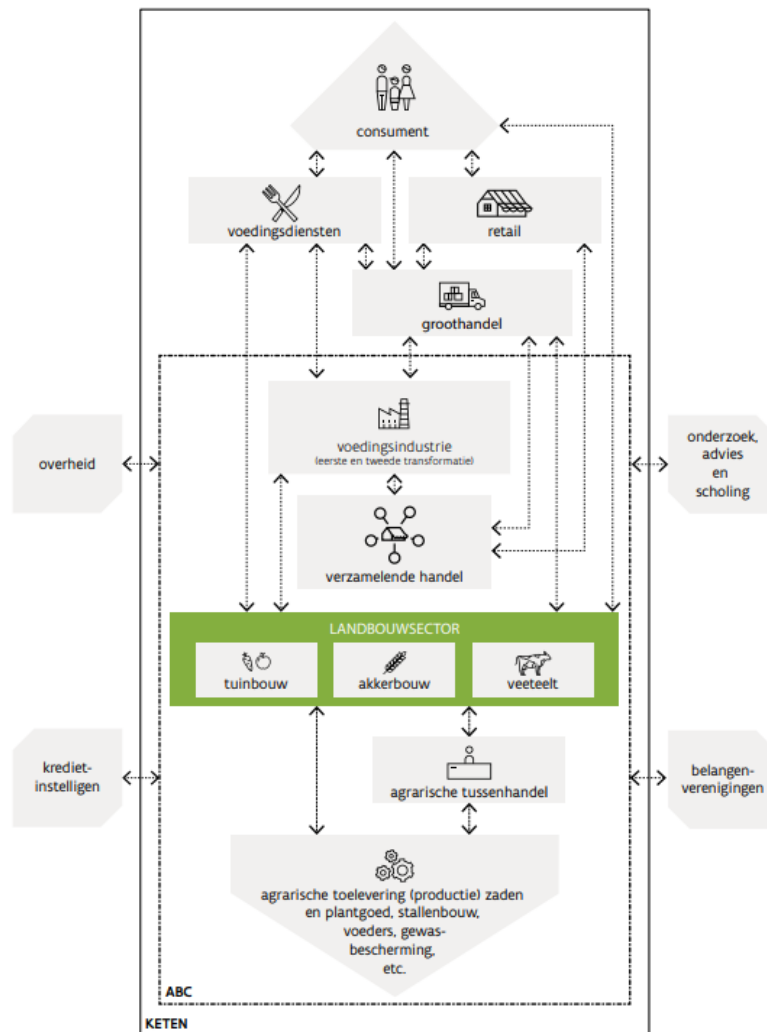 consument
voedingsdiensten
retail
groothandel
voedingsindustrie
(eerste en tweede transformatie)
overheid
onderzoek,
advies
en
scholing
verzamelende handel
LANDBOUWSECTOR
tuinbouw
akkerbouw
veeteelt
krediet-
instelligen
agrarische tussenhandel
belangen-
verenigingen
agrarische toelevering (productie) zaden
en plantgoed, stallenbouw,
voeders, gewas-
bescherming,
etc.
ABC
KETEN